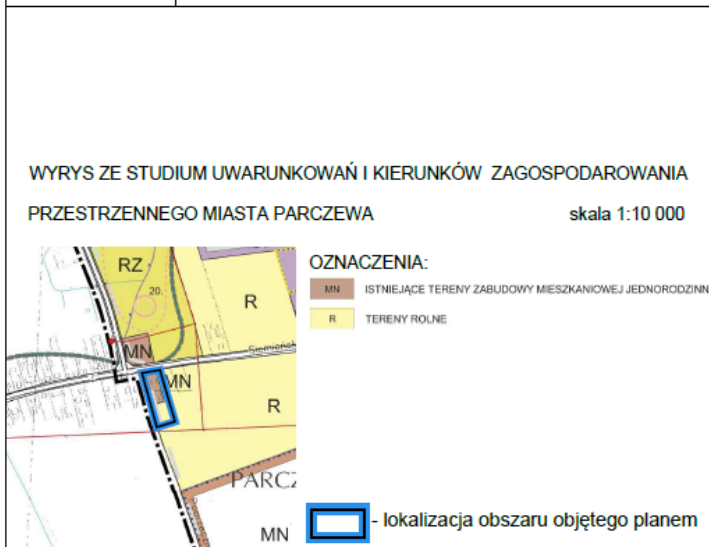 WYRYS ZE STUDIUM UWARUNKOWAŃ I KIERUNKÓW ZAGOSPODAROWANIA
PRZESTRZENNEGO MIASTA PARCZEWA skala 1:10 000
OZNACZENIA:
MN ISTNIEJĄCE TERENY ZABUDOWY MIESZKANIOWEJ JEDNORODZINN
R TERENY ROLNE
RZ
20.
R
MN
Siemieńsk
MN
R
PARCZ
MN
- lokalizacja obszaru objętego planem